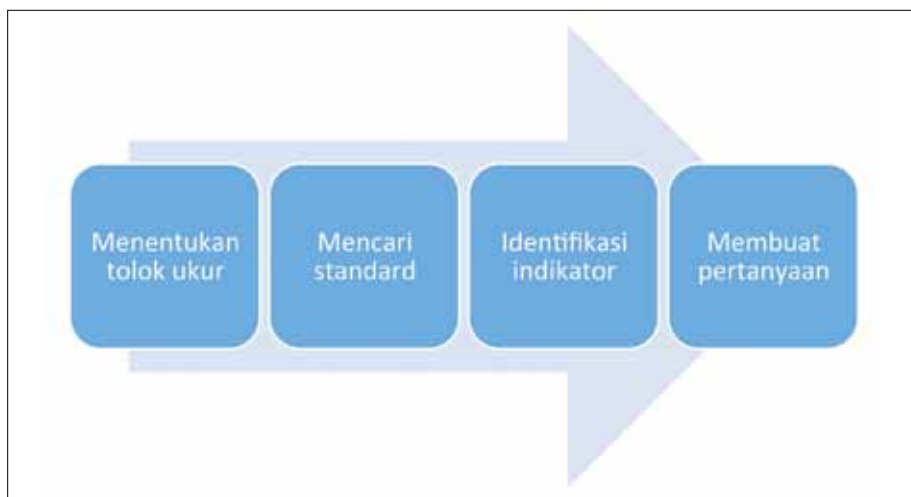 Menentukan
tolok ukur
Mencari
standard
Identifikasi
indikator
Membuat
pertanyaan